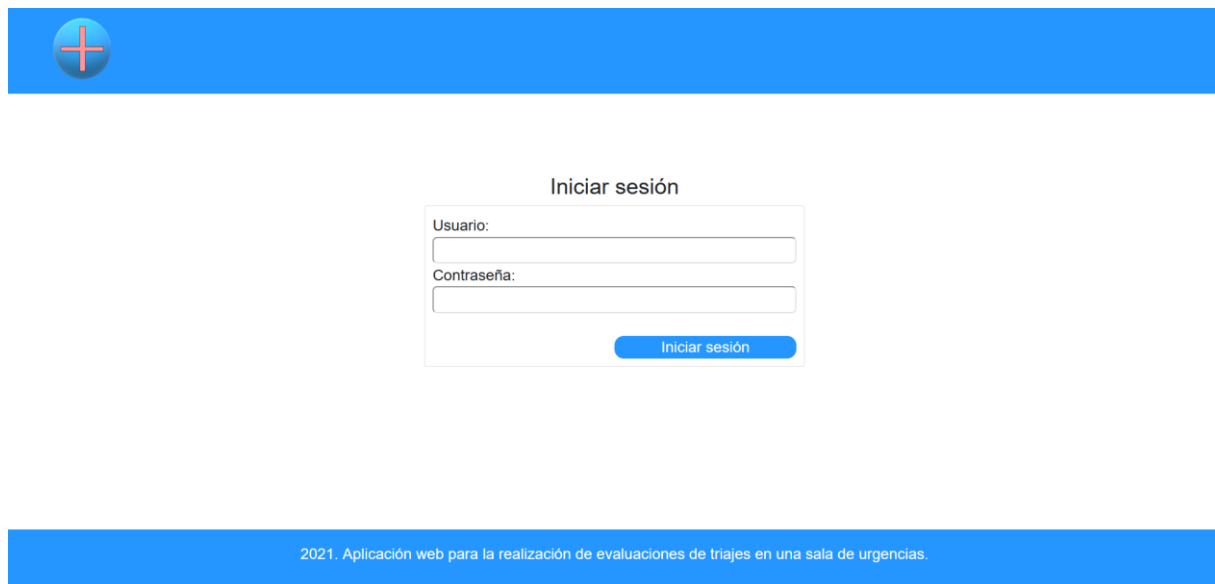 Iniciar sesión
Usuario:
Contraseña:
Iniciar sesión
2021. Aplicación web para la realización de evaluaciones de triajes en una sala de urgencias.